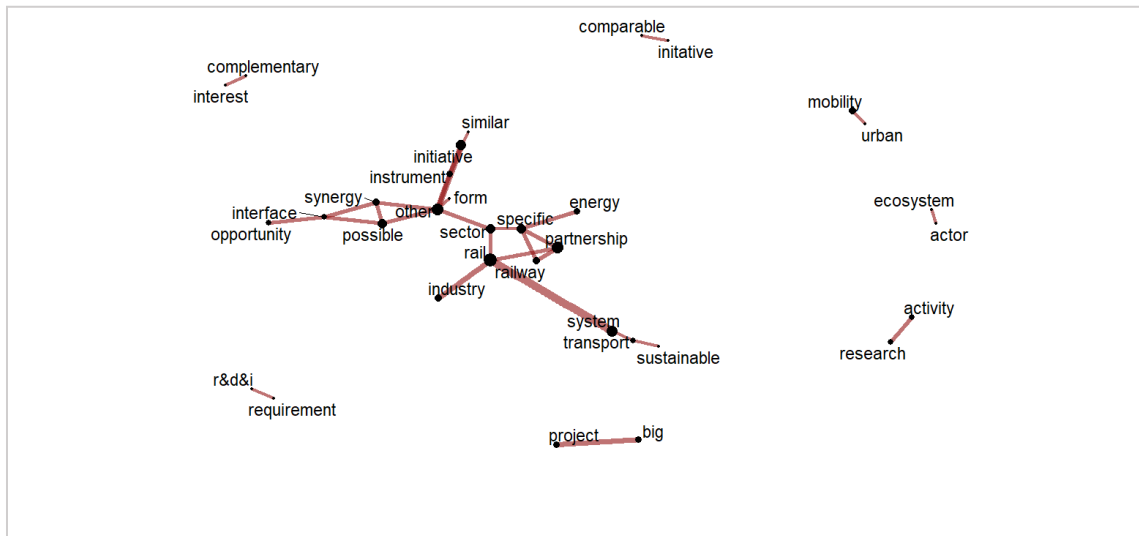 comparable
initative
complementary
interest
mobility
urban
similar
initiative
instrument
synergy
form
energy
interface
other
specific
ecosystem
opportunity
possible
sector
partnership
actor
rail
railway
industry
activity
system
transport
research
sustainable
r&d&i
requirement
project
big